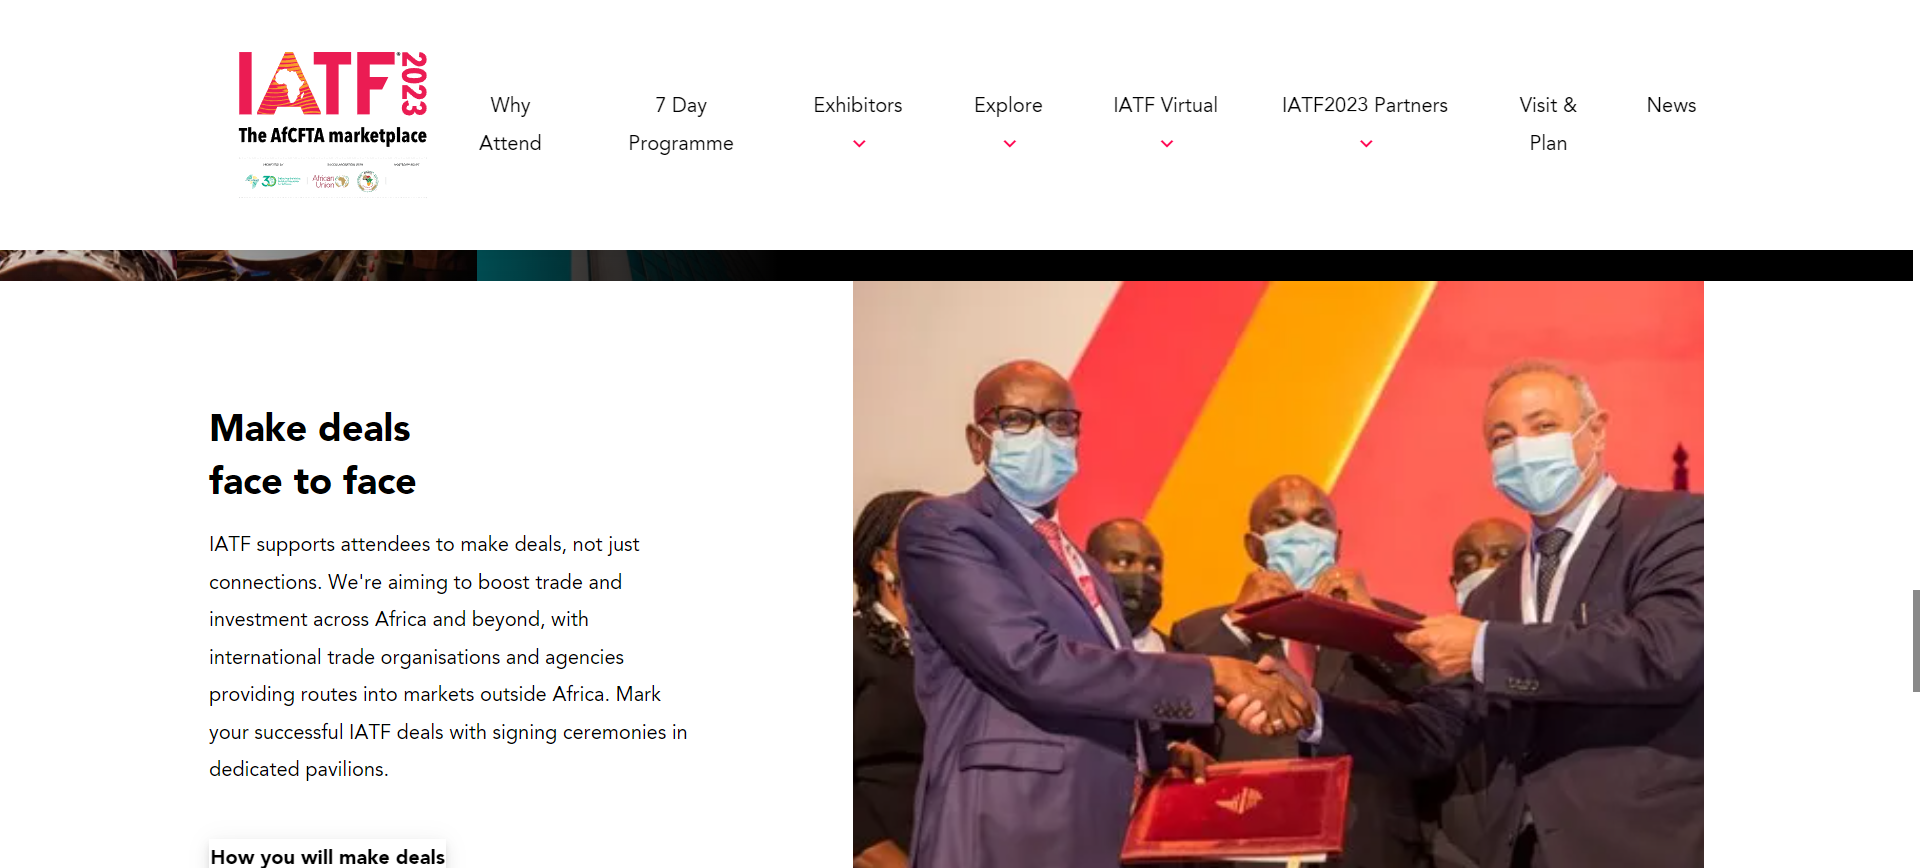 IATF 2023
The AfCFTA marketplace
African
Union
Why
Attend
7 Day
Programme
Exhibitors
Explore
IATF Virtual
IATF2023 Partners
Visit &
Plan
News
Make deals
face to face
IATF supports attendees to make deals, not just
connections. We're aiming to boost trade and
investment across Africa and beyond, with
international trade organisations and agencies
providing routes into markets outside Africa. Mark
your successful IATF deals with signing ceremonies in
dedicated pavilions.
How you will make deals